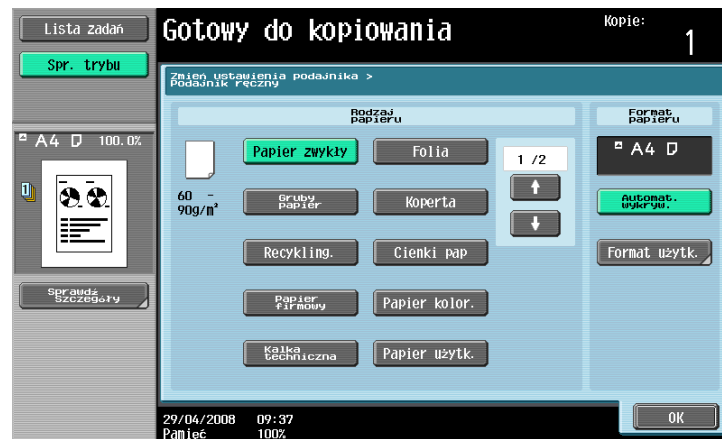 Lista zadań
Gotowy do kopiowania
Kopie:
1
Spr. trybu
Zmień ustawienia podajnika >
Podajnik ręczny
Rodzaj
papieru
Format
papieru
A4 100.0%
1
Sprawdź
Szczegóły
60 -
90g/m²
Papier zwykły
Folia
1 /2
Gruby
papier
Koperta
Recykling.
Cienki pap
Papier
firmowy
Papier kolor.
Kalka
techniczna
Papier użytk.
A4
Automat.
wykryw.
Format użytk.
29/04/2008 09:37
Pamięć 100%
OK